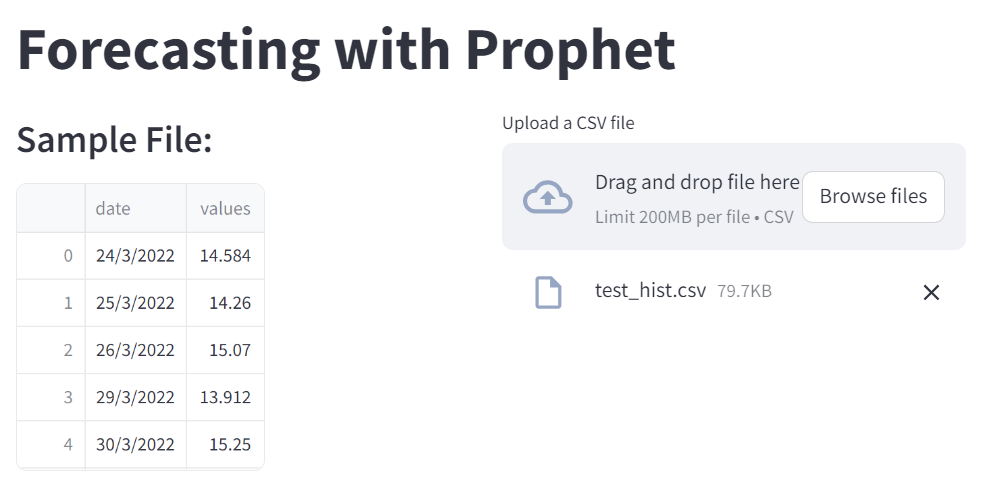 Forecasting with Prophet
Sample File:
date values
0 24/3/2022 14.584
1 25/3/2022 14.26
2 26/3/2022 15.07
3 29/3/2022 13.912
4 30/3/2022 15.25
Upload a CSV file
Drag and drop file here
Limit 200MB per file • CSV
Browse files
test_hist.csv 79.7KB